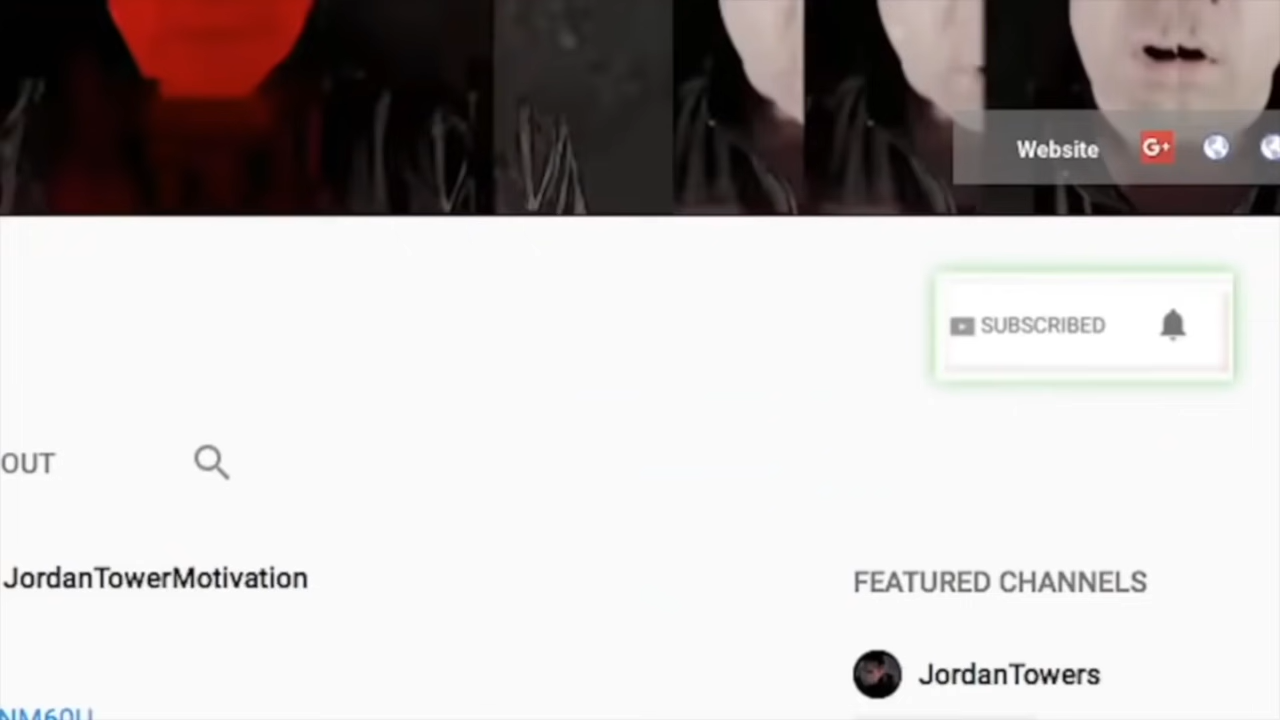 Website G+
SUBSCRIBED
OUT
JordanTowerMotivation
FEATURED CHANNELS
JordanTowers